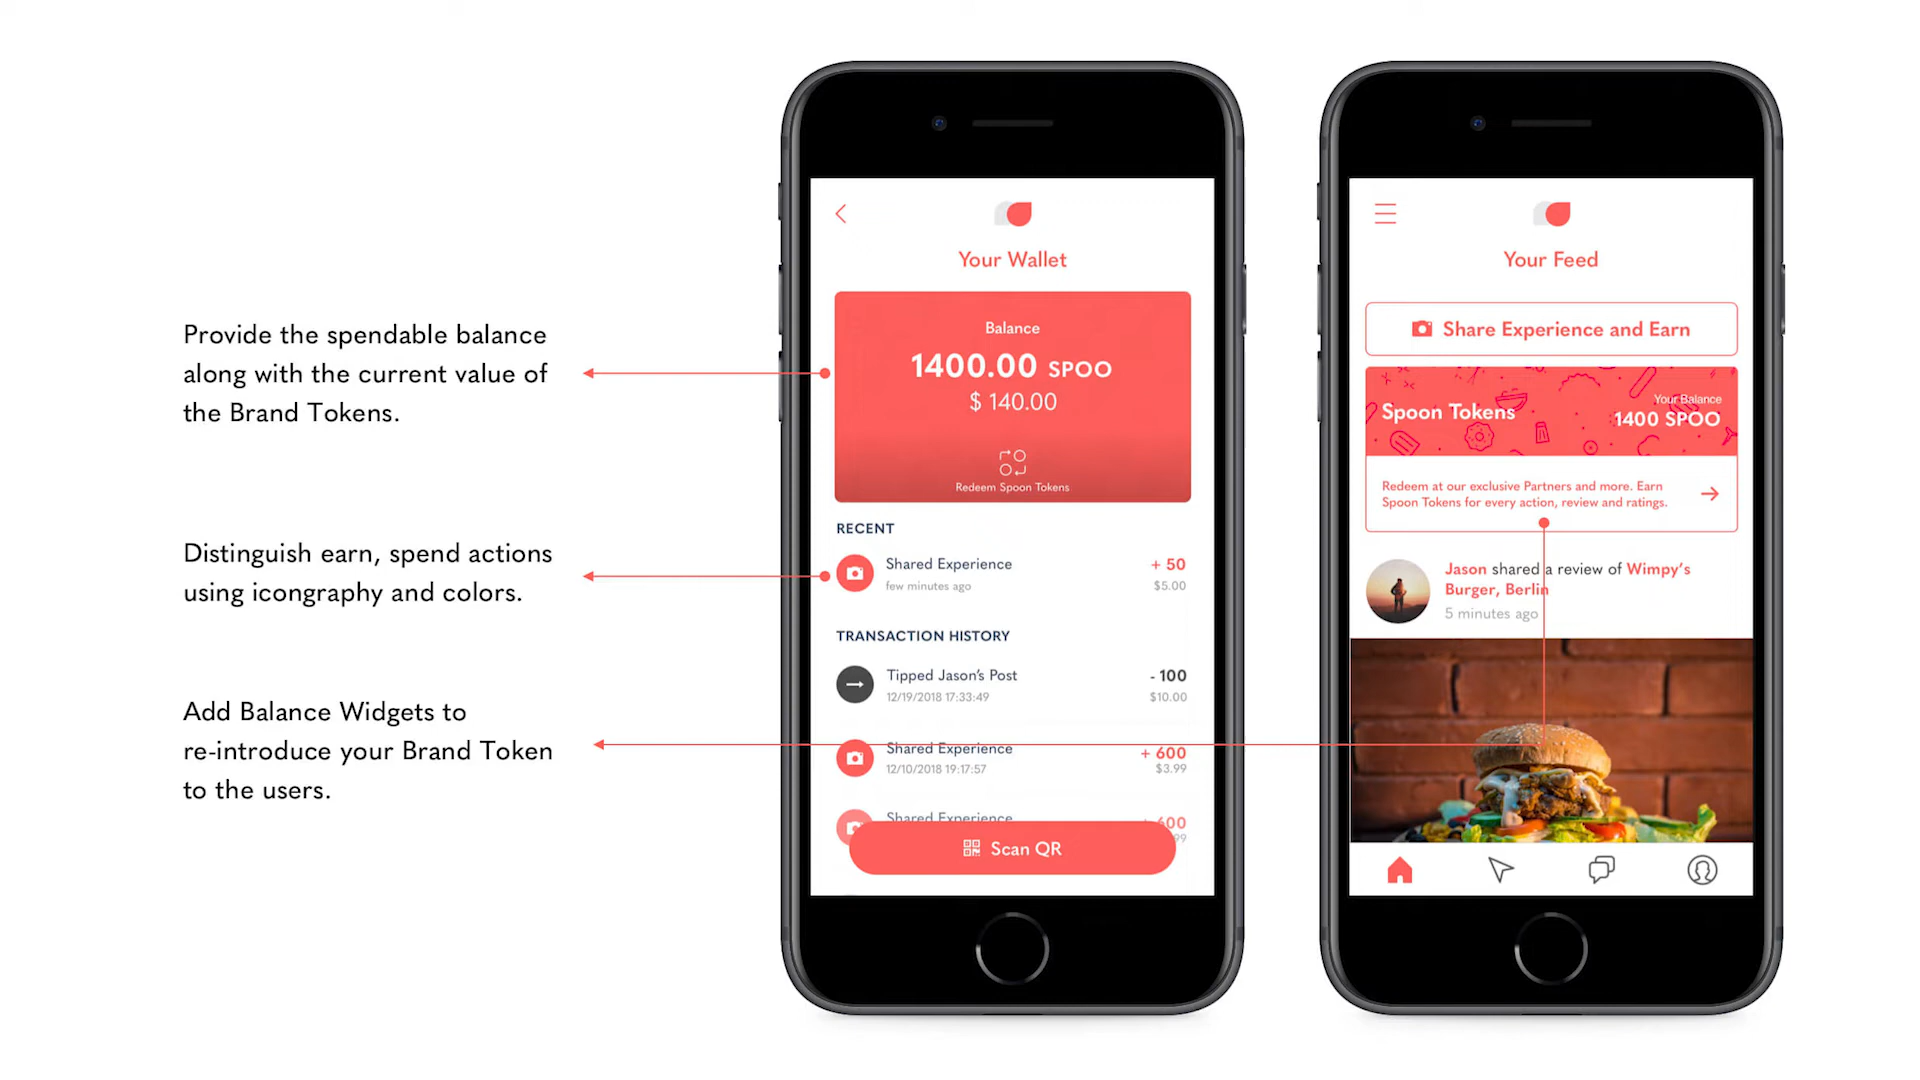 Provide the spendable balance
along with the current value of
the Brand Tokens.
Distinguish earn, spend actions
using icongraphy and colors.
Add Balance Widgets to
re-introduce your Brand Token
to the users.
Your Wallet
Balance
1400.00 SPOO
$ 140.00
Redeem Spoon Tokens
RECENT
Shared Experience
+ 50
few minutes ago
$5.00
TRANSACTION HISTORY
Tipped Jason's Post
- 100
12/19/2018 17:33:49
$10.00
Shared Experience
+ 600
12/10/2018 19:17:57
$3.99
Shared Experience
+ 600
99
Scan QR
Your Feed
Share Experience and Earn
Spoon Tokens
Your Balance
1400 SPOO
Redeem at our exclusive Partners and more. Earn
Spoon Tokens for every action, review and ratings.
Jason shared a review of Wimpy's
Burger, Berlin
5 minutes ago